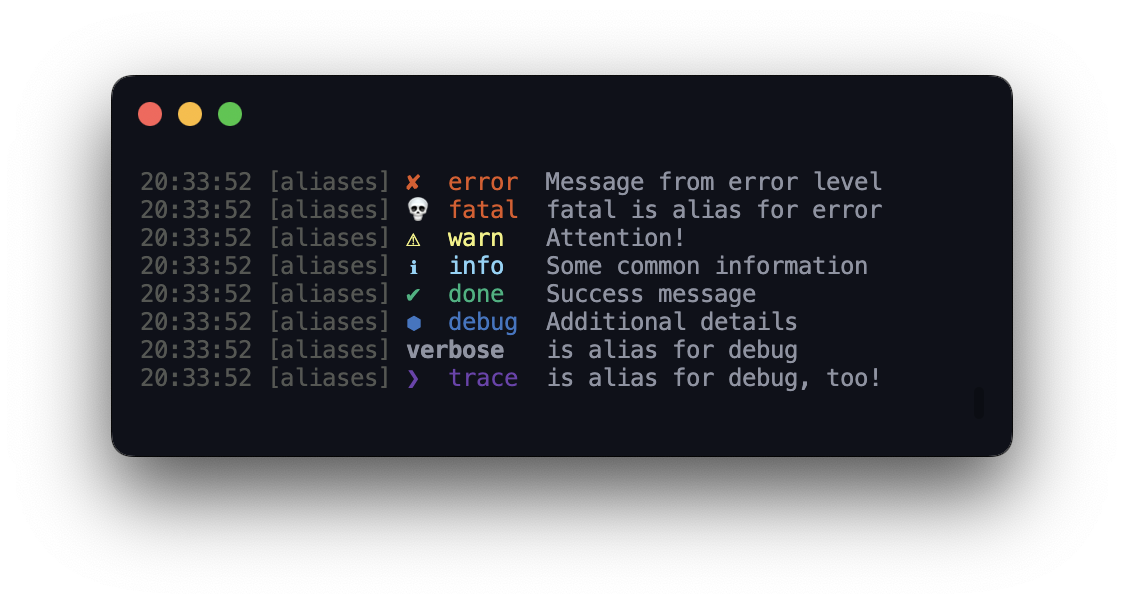 20:33:52 [aliases] ✘ error Message from error level
20:33:52 [aliases] 💀 fatal fatal is alias for error
20:33:52 [aliases] ⚠ warn Attention!
20:33:52 [aliases] ℹ info Some common information
20:33:52 [aliases] ✔ done Success message
20:33:52 [aliases] ⬢ debug Additional details
20:33:52 [aliases] verbose is alias for debug
20:33:52 [aliases] ❯ trace is alias for debug, too!